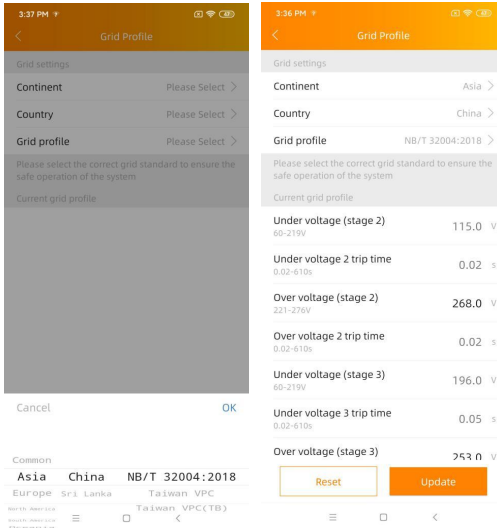 3:37 PM
Grid Profile
Grid settings
Continent Please Select
Country Please Select
Grid profile Please Select
Please select the correct grid standard to ensure the
safe operation of the system
Current grid profile
Cancel OK
Common
Asia China NB/T 32004:2018
Europe Sri Lanka Taiwan VPC
North America Taiwan VPC(TB)
South America
3:36 PM
Grid Profile
Grid settings
Continent Asia
Country China
Grid profile NB/T 32004:2018
Please select the correct grid standard to ensure the
safe operation of the system
Current grid profile
Under voltage (stage 2) 115.0 V
60-219V
Under voltage 2 trip time 0.02 s
0.02-610s
Over voltage (stage 2) 268.0 V
221-276V
Over voltage 2 trip time 0.02 s
0.02-610s
Under voltage (stage 3) 196.0 V
60-219V
Under voltage 3 trip time 0.05 s
0.02-610s
Over voltage (stage 3) 253.0 V
Reset Update